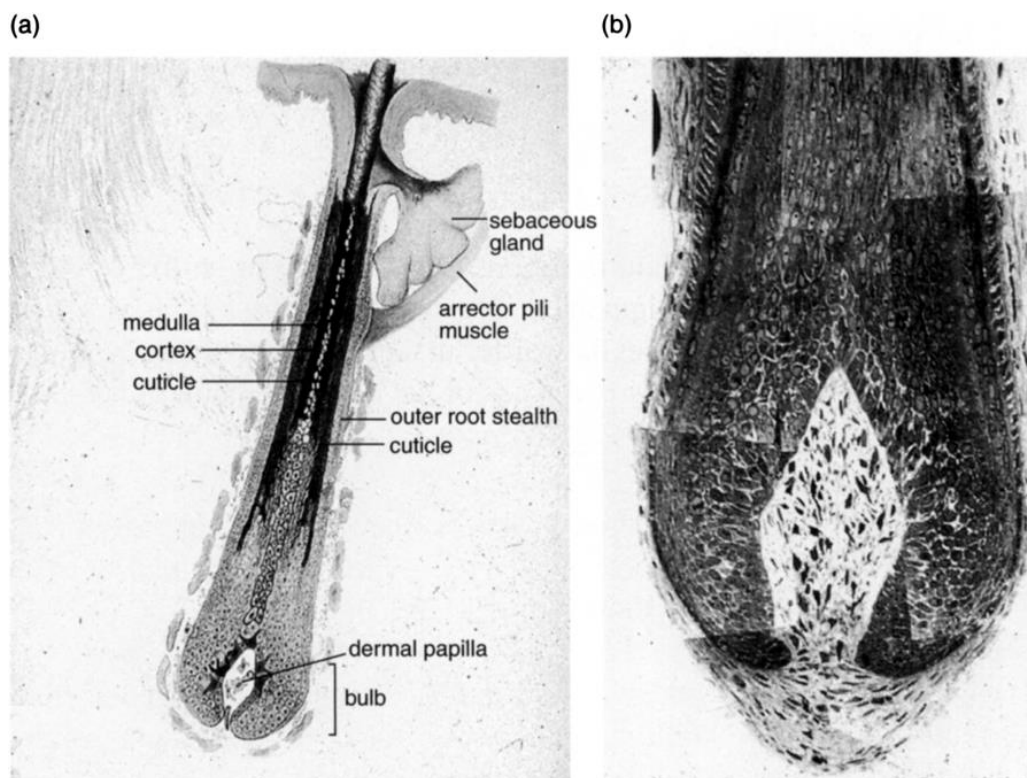 (a)
(b)
sebaceous
gland
arrector pili
muscle
medulla
cortex
cuticle
outer root stealth
cuticle
dermal papilla
bulb